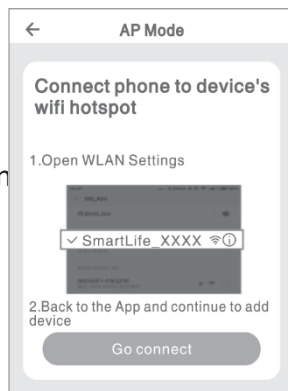 ← AP Mode
Connect phone to device's
wifi hotspot
1.Open WLAN Settings
WLAN
✓ SmartLife_XXXX
2.Back to the App and continue to add
device
Go connect